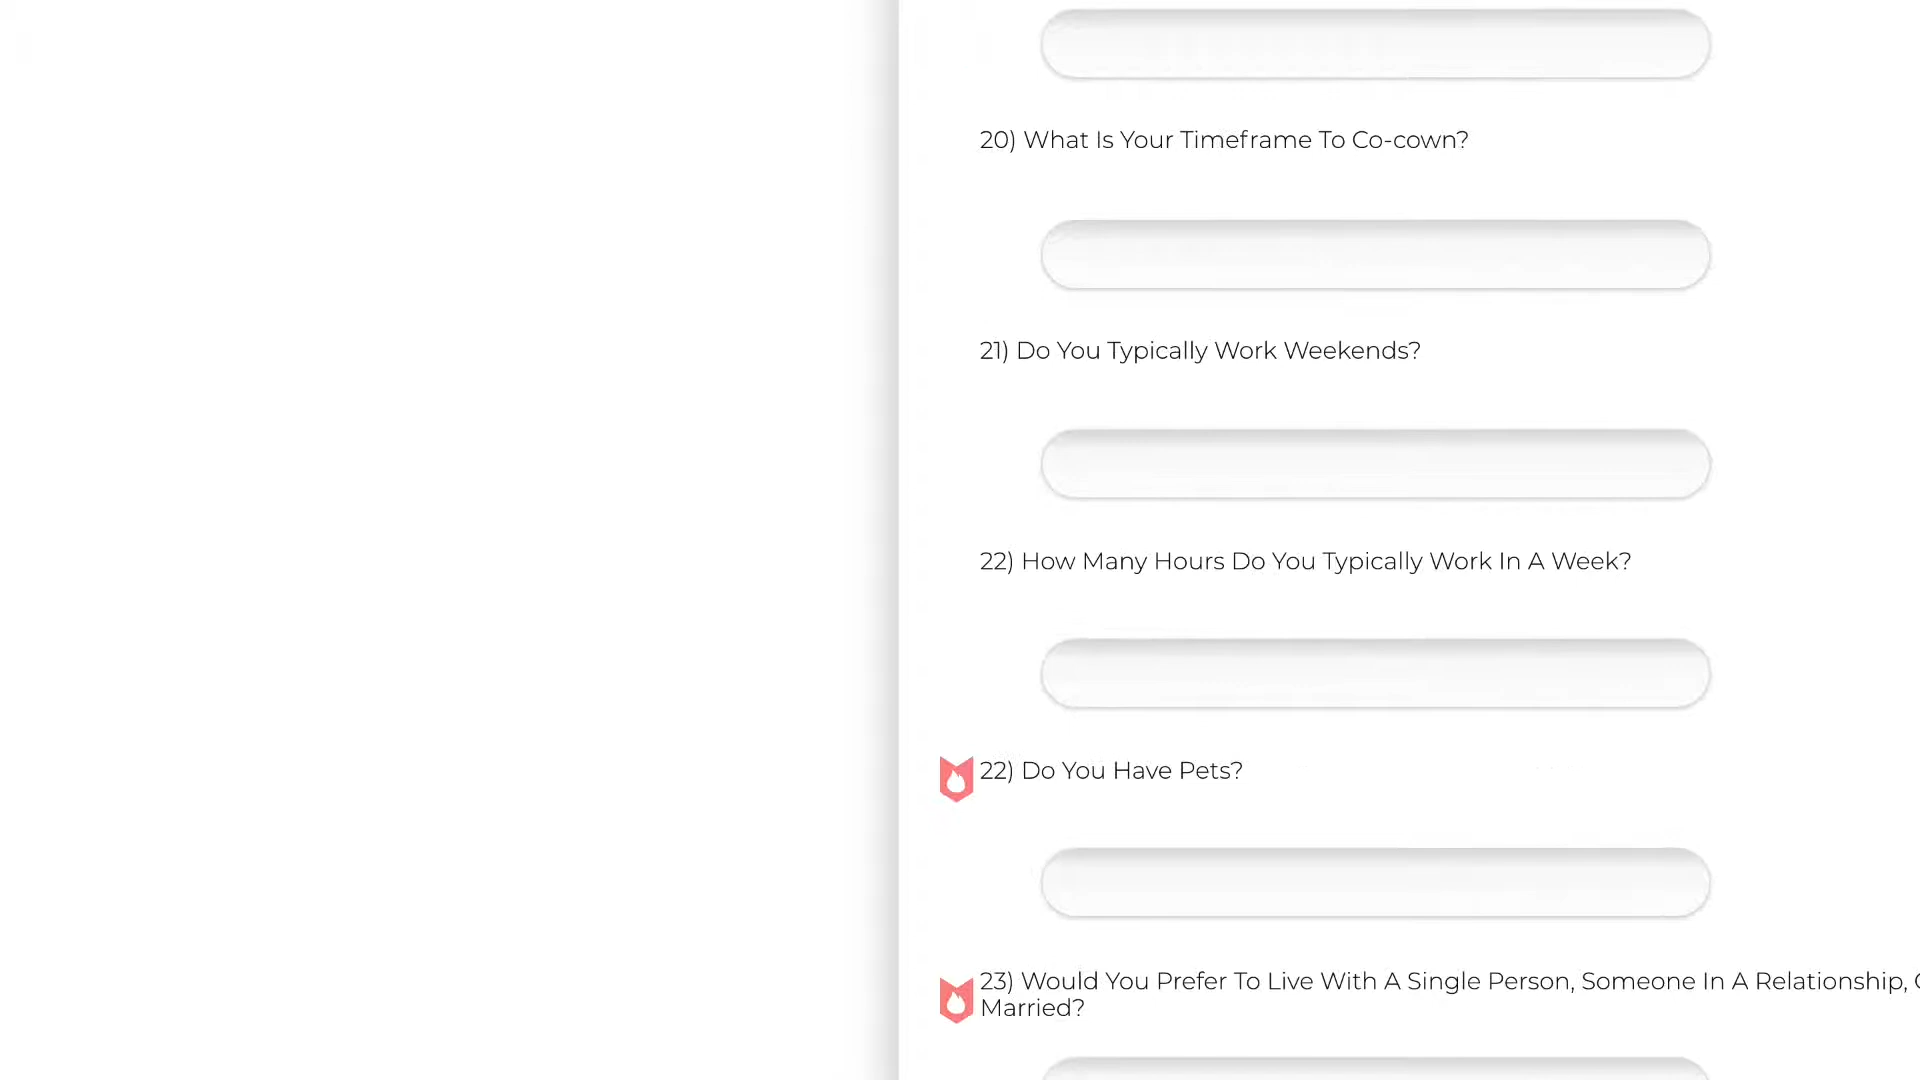 20) What Is Your Timeframe To Co-cown?
21) Do You Typically Work Weekends?
22) How Many Hours Do You Typically Work In A Week?
22) Do You Have Pets?
23) Would You Prefer To Live With A Single Person, Someone In A Relationship,
Married?